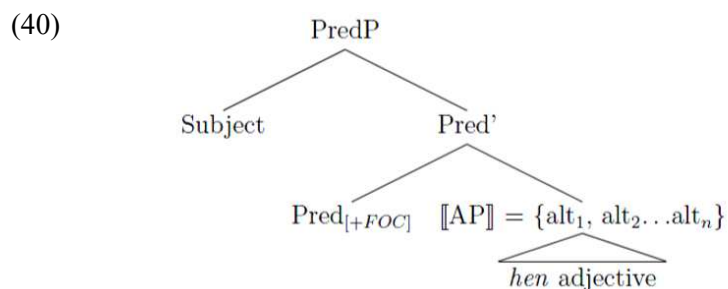 (40)
PredP
Subject Pred’
Pred[+FOC] ⟦AP⟧ = {alt1, alt2…altn}
hen adjective